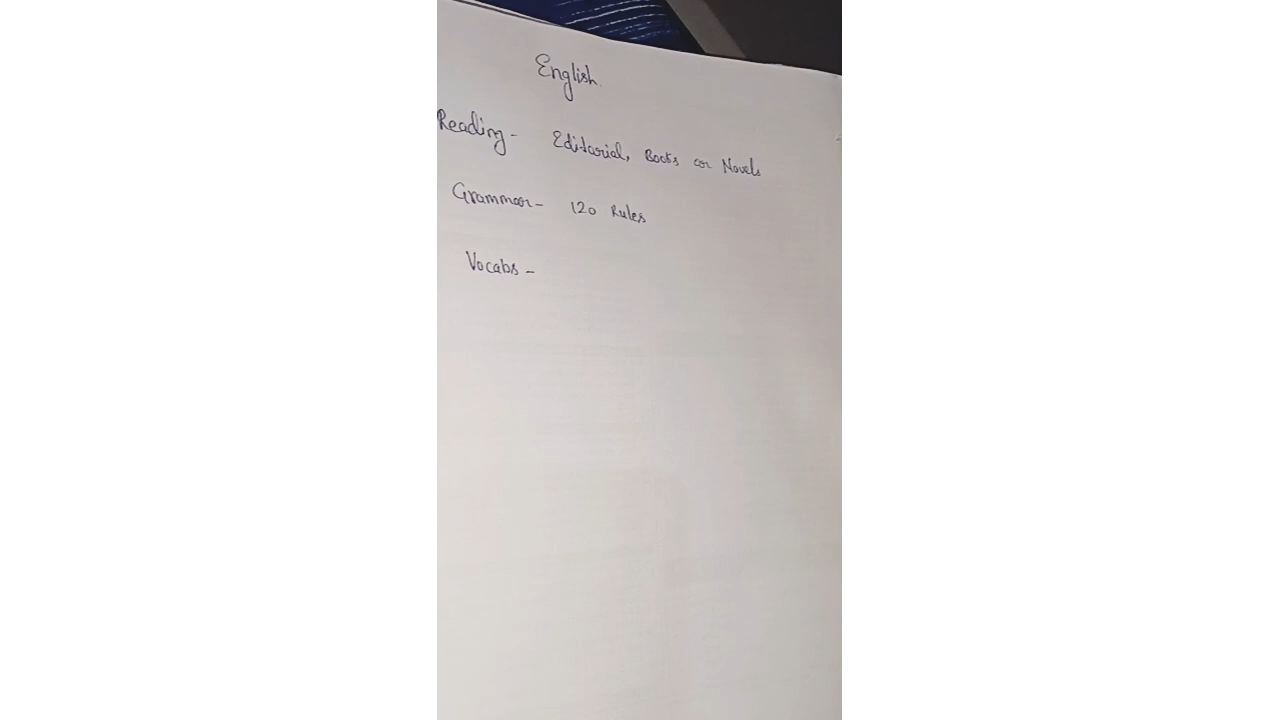 English
Reading - Editorial, Books or Novels
Grammar - 120 Rules
Vocabs -